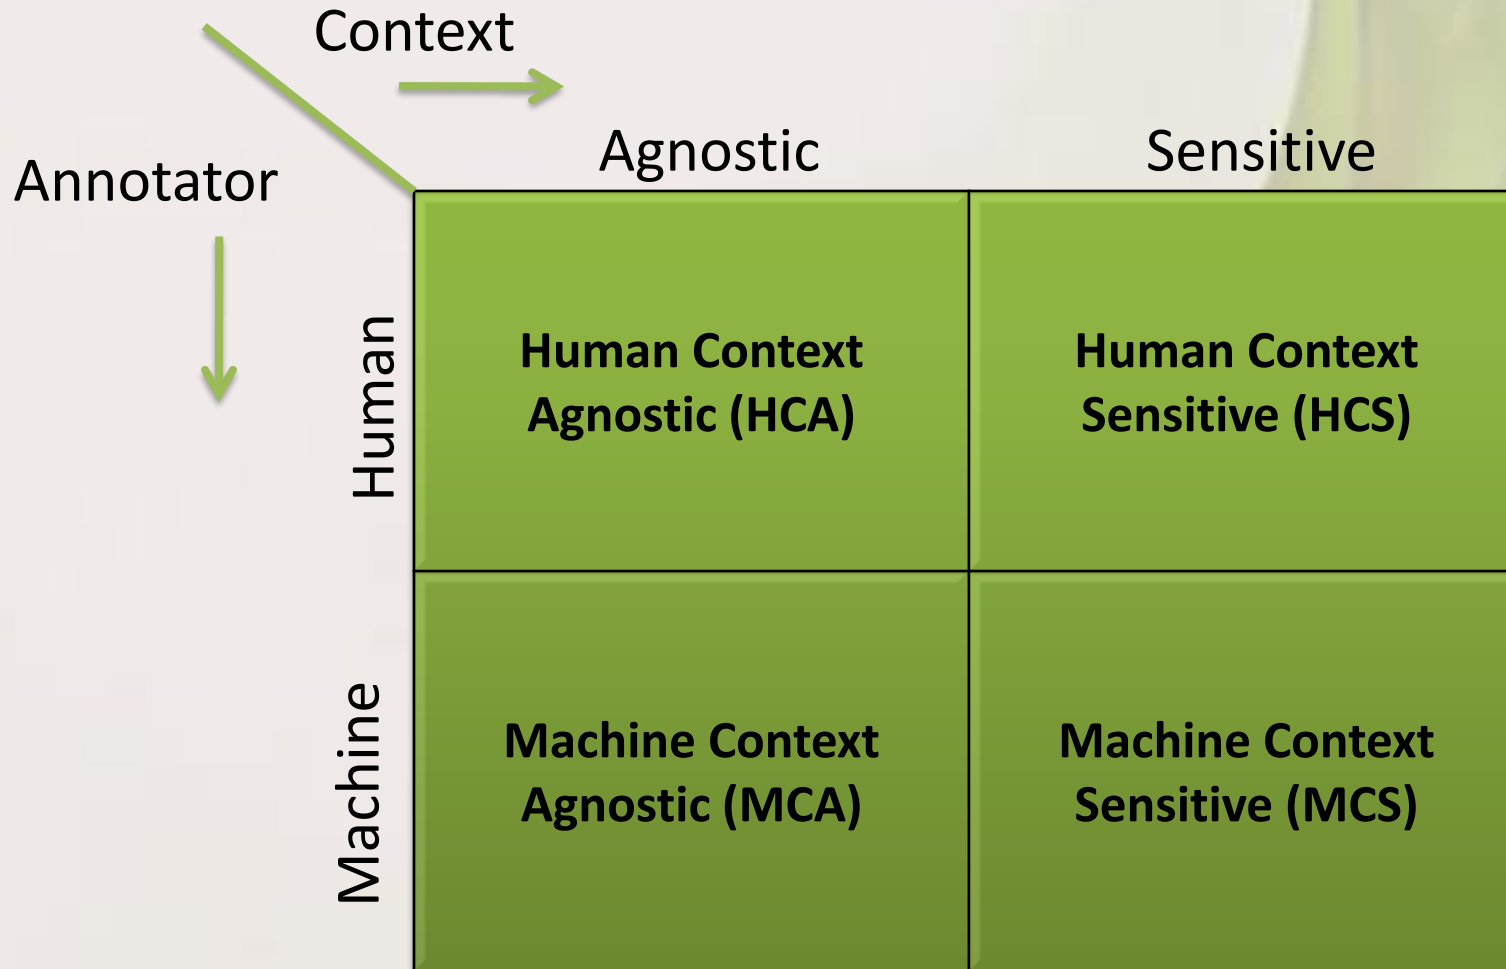 Context
Annotator
Agnostic
Sensitive
Human
Human Context
Agnostic (HCA)
Human Context
Sensitive (HCS)
Machine
Machine Context
Agnostic (MCA)
Machine Context
Sensitive (MCS)